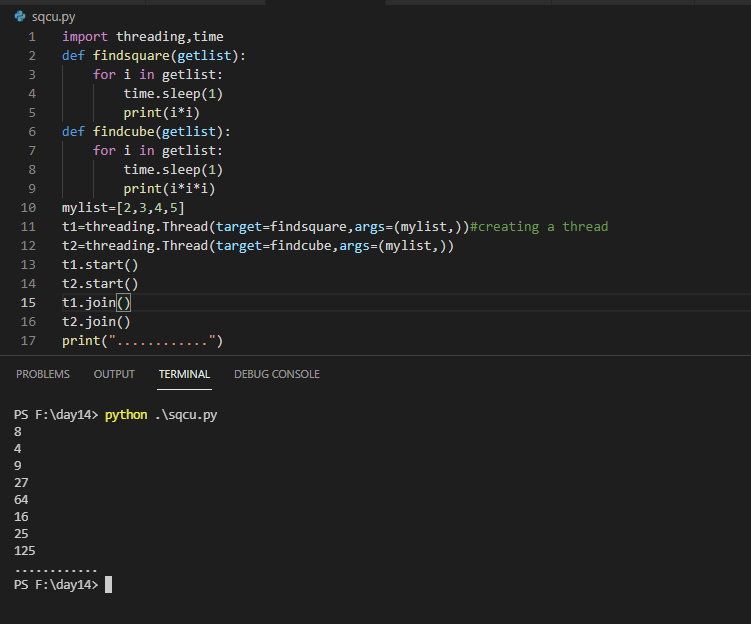 sqcu.py
1 import threading,time
2 def findsquare(getlist):
3     for i in getlist:
4         time.sleep(1)
5         print(i*i)
6 def findcube(getlist):
7     for i in getlist:
8         time.sleep(1)
9         print(i*i*i)
10 mylist=[2,3,4,5]
11 t1=threading.Thread(target=findsquare,args=(mylist,))#creating a thread
12 t2=threading.Thread(target=findcube,args=(mylist,))
13 t1.start()
14 t2.start()
15 t1.join()
16 t2.join()
17 print("............")
PROBLEMS OUTPUT TERMINAL DEBUG CONSOLE
PS F:\day14> python .\sqcu.py
8
4
9
27
64
16
25
125
............
PS F:\day14>